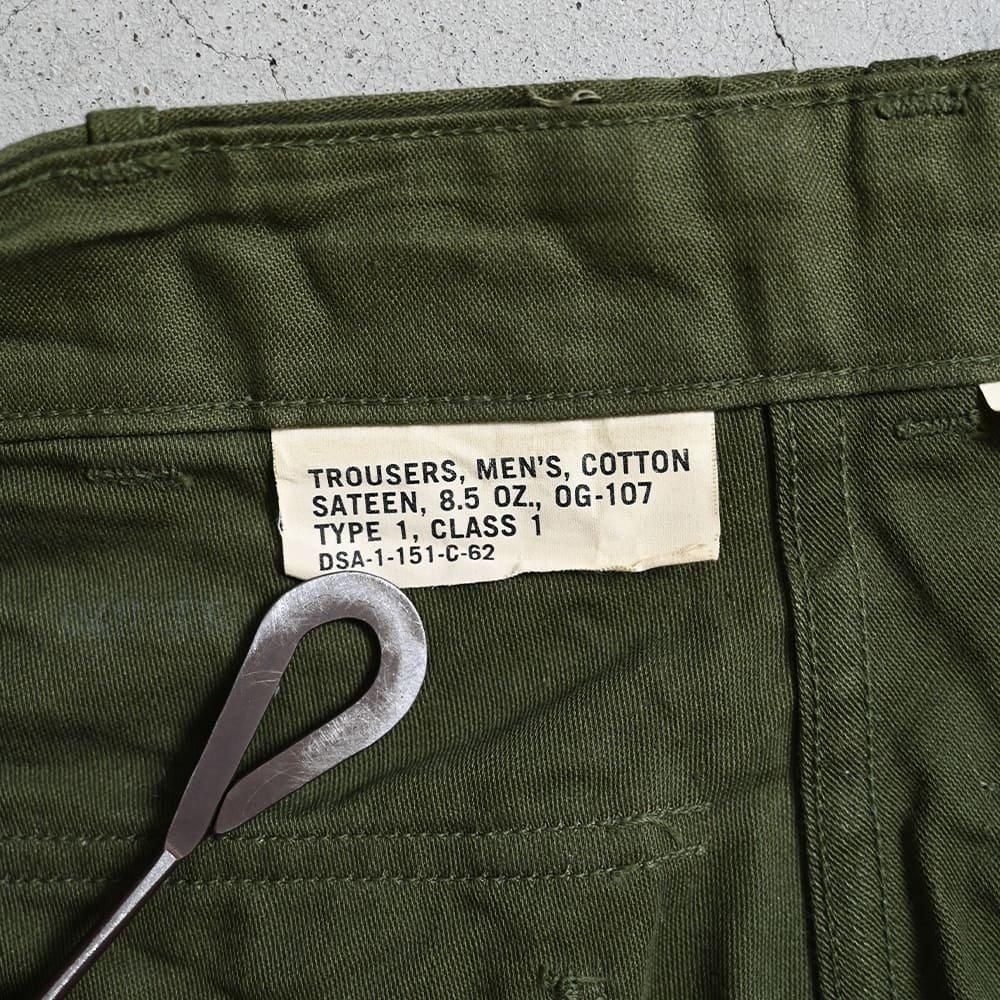 TROUSERS, MEN'S, COTTON
SATEEN, 8.5 OZ., OG-107
TYPE 1, CLASS 1
DSA-1-151-C-62